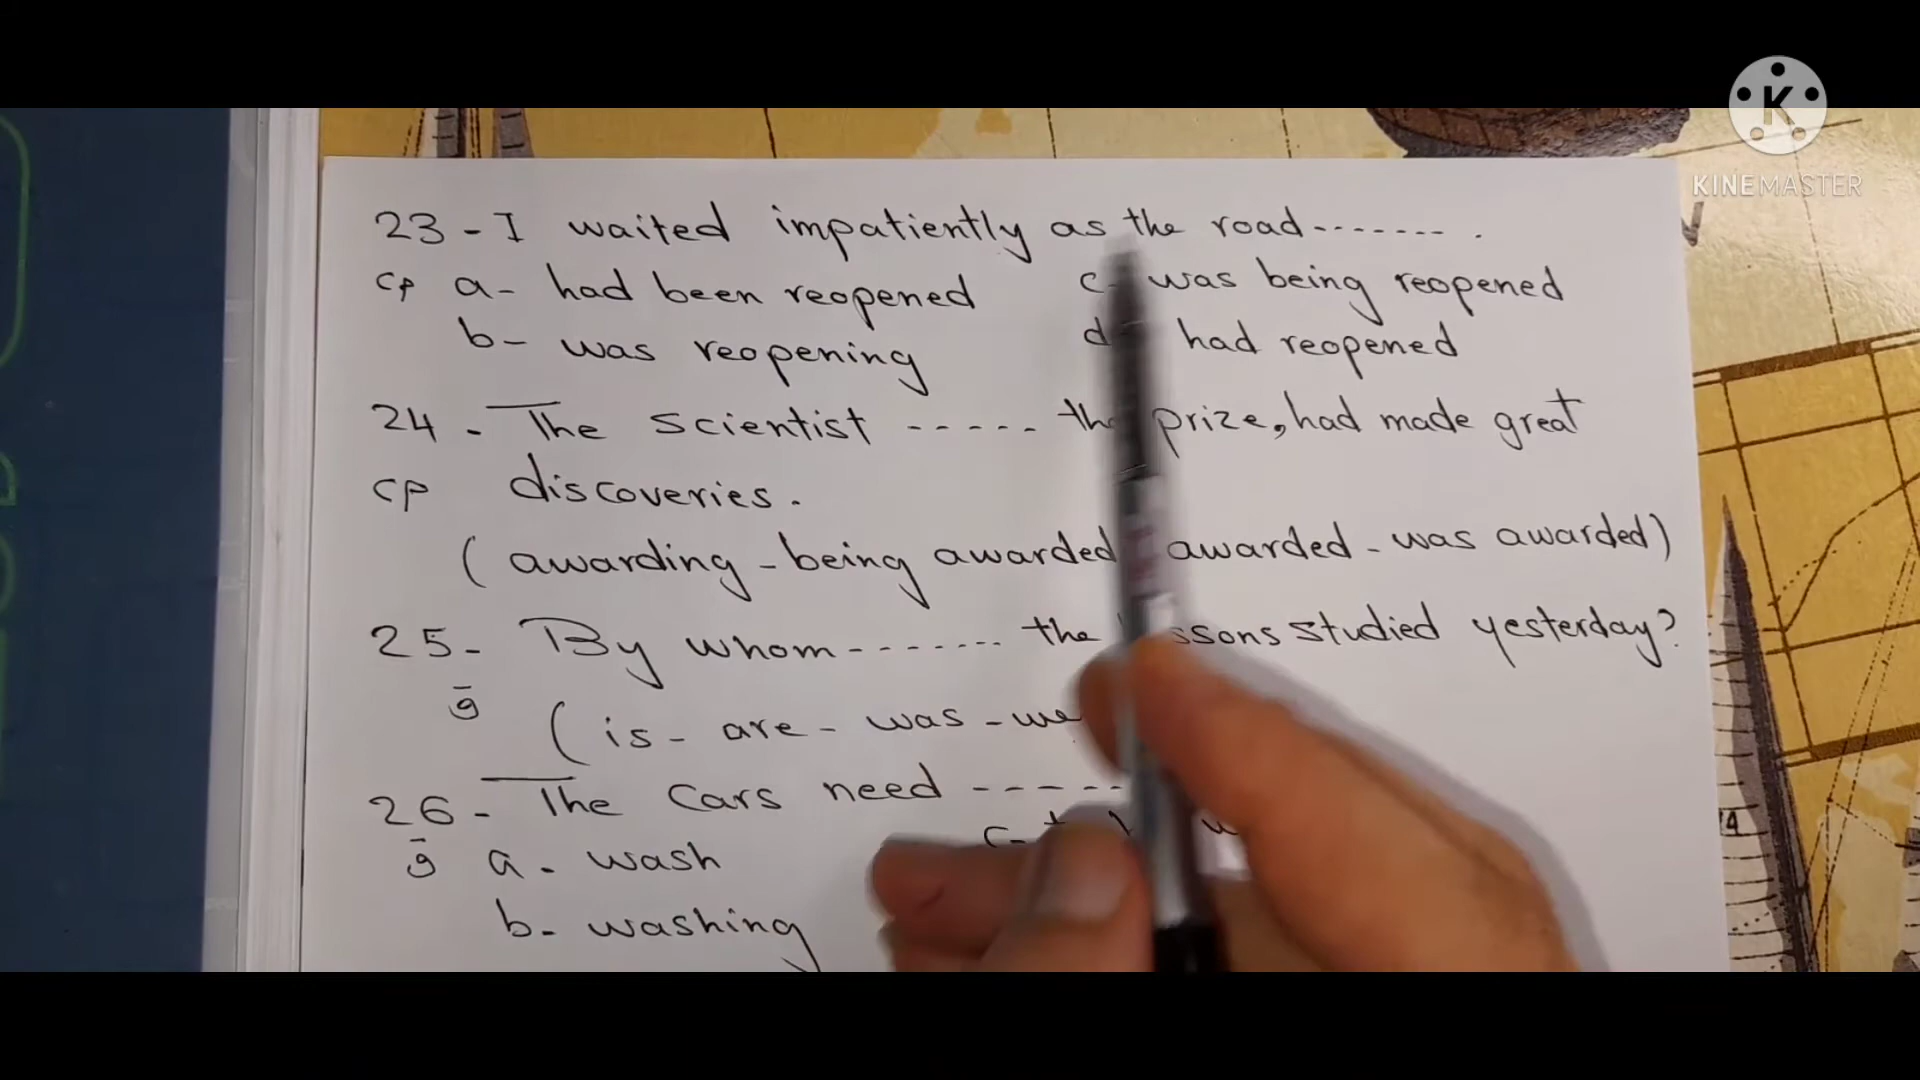 KINEMASTER
23 - I waited impatiently as the road ------- .
cp a- had been reopened c- was being reopened
b- was reopening d- had reopened
24 - The scientist ----- the prize, had made great
cp discoveries.
( awarding - being awarded - awarded - was awarded)
25 - By whom ------- the studied yesterday?
g ( is - are - was -
26 - The Cars need -----
g a - wash c-
b- washing